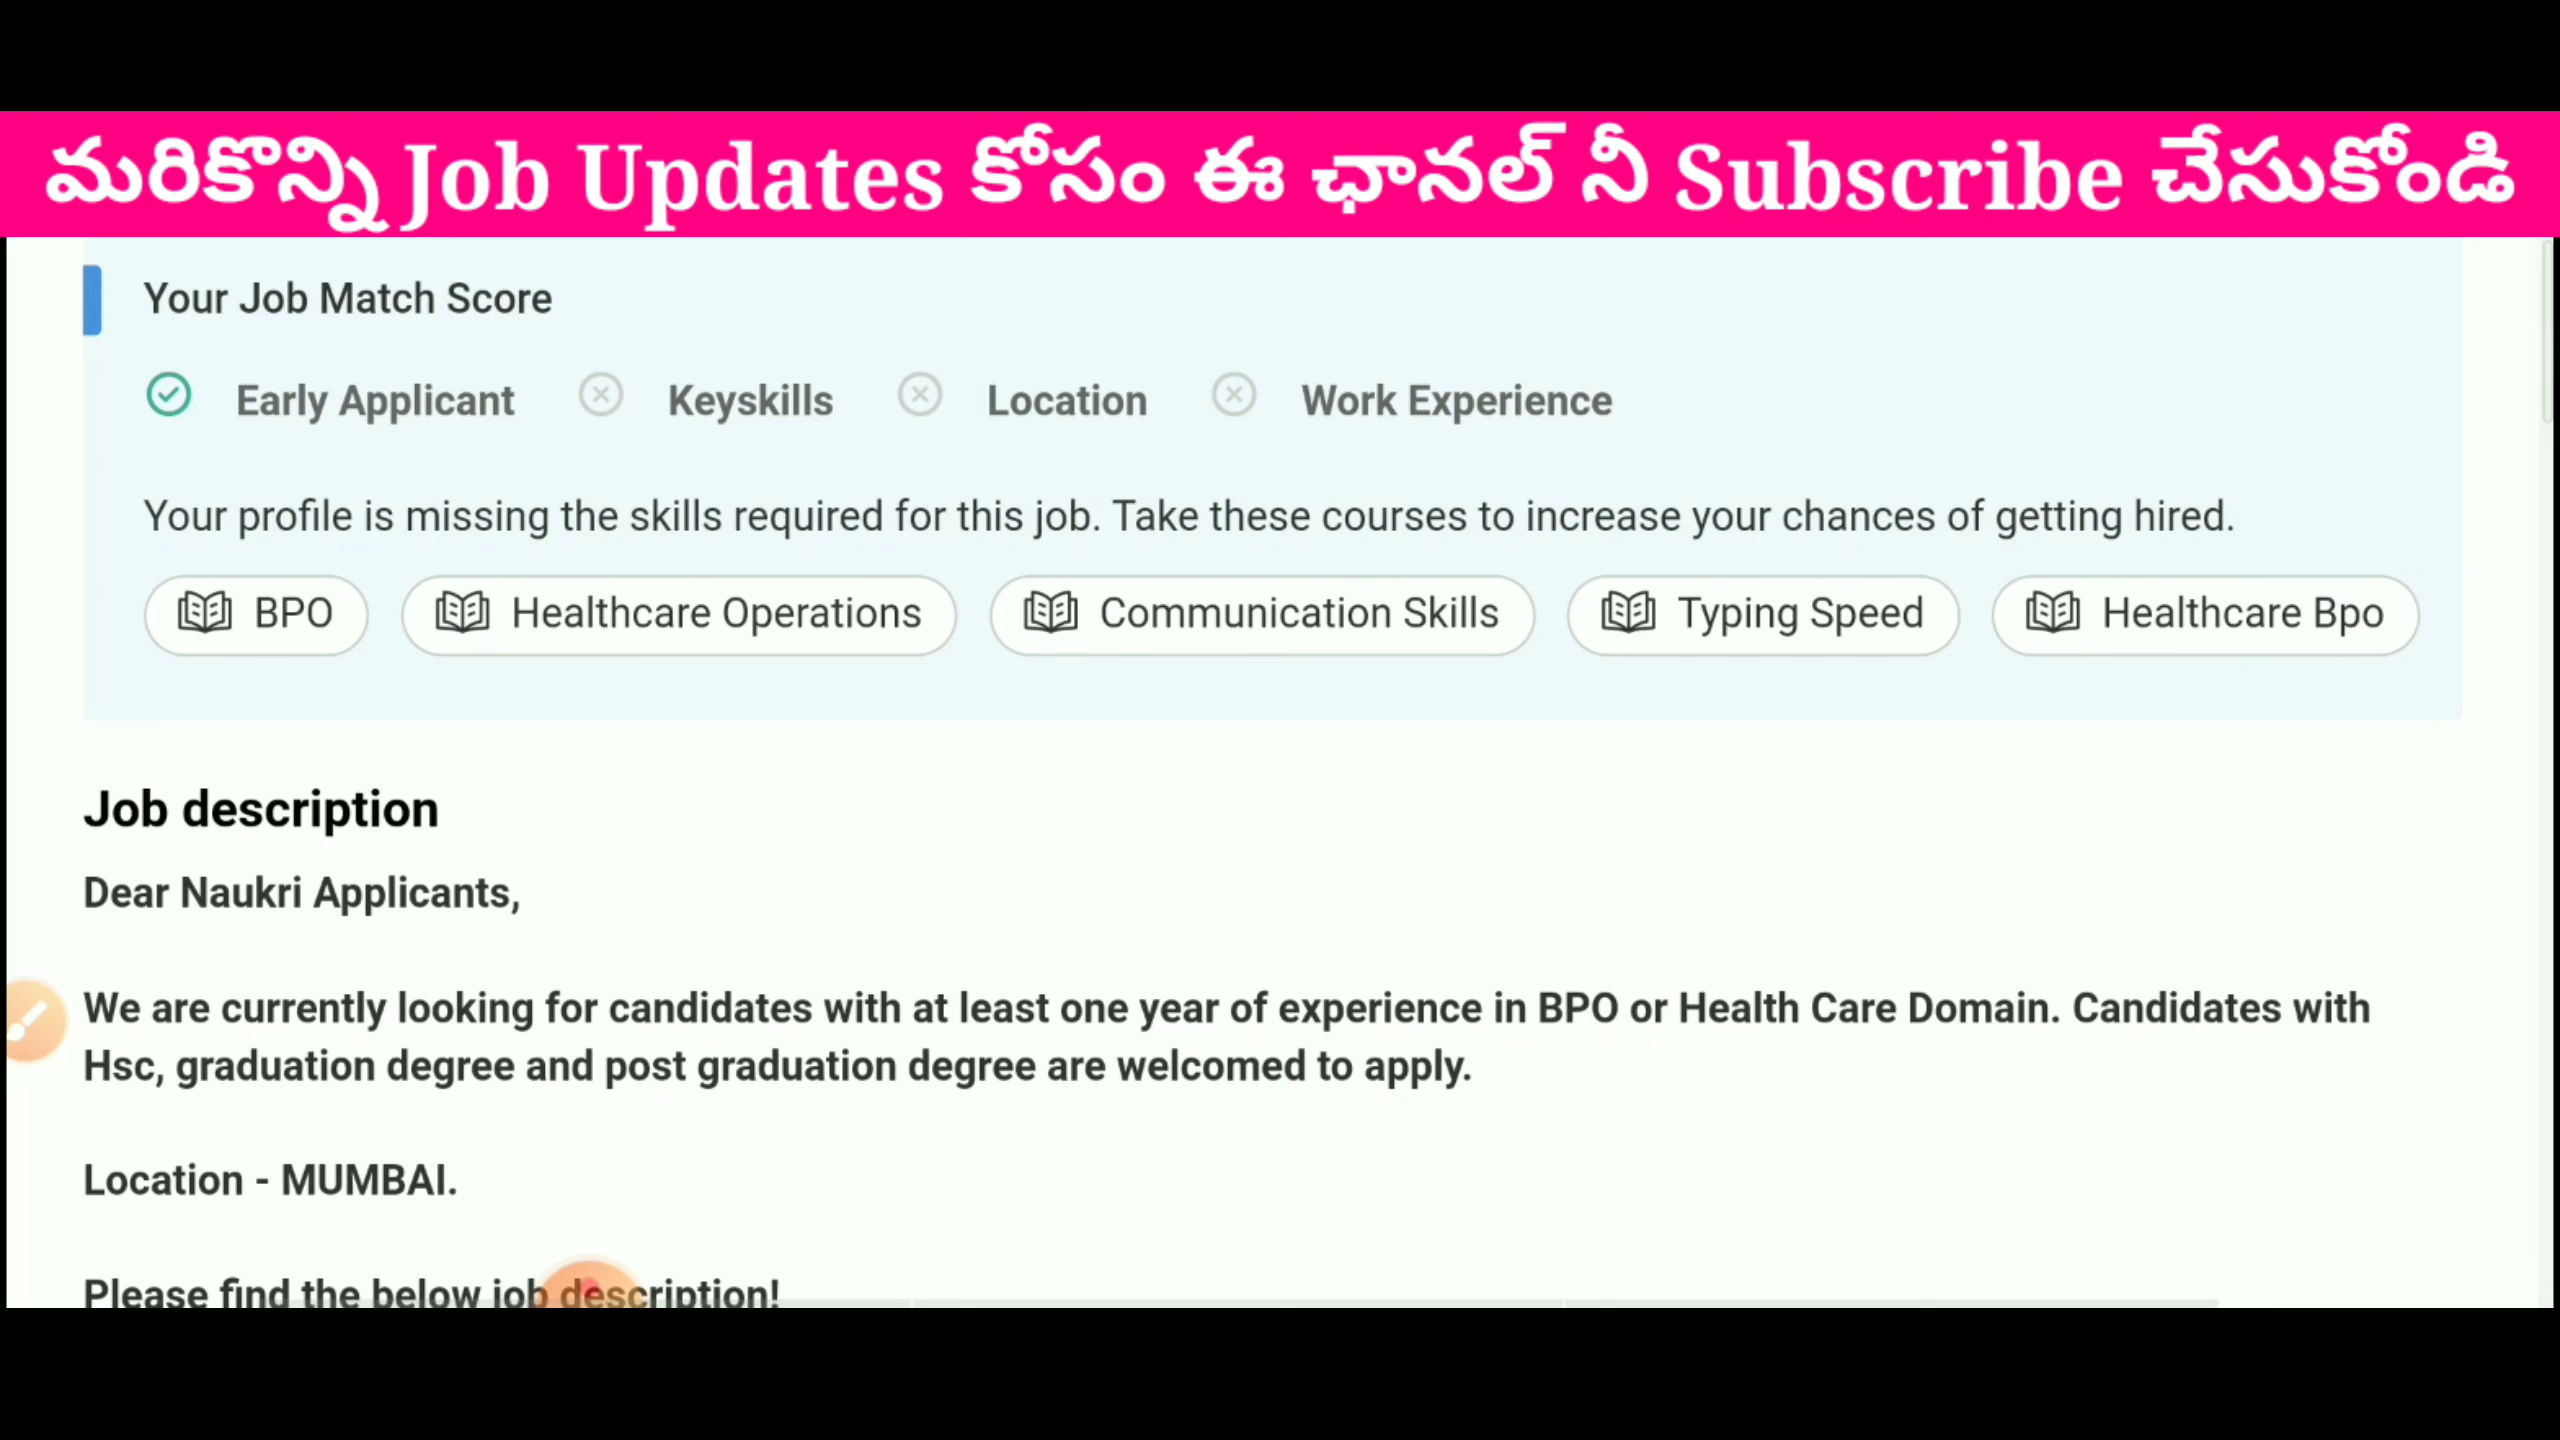 మరికొన్ని Job Updates కోసం ఈ ఛానల్ నీ Subscribe చేసుకోండి
Your Job Match Score
Early Applicant Keyskills Location Work Experience
Your profile is missing the skills required for this job. Take these courses to increase your chances of getting hired.
BPO Healthcare Operations Communication Skills Typing Speed Healthcare Bpo
Job description
Dear Naukri Applicants,
We are currently looking for candidates with at least one year of experience in BPO or Health Care Domain. Candidates with
Hsc, graduation degree and post graduation degree are welcomed to apply.
Location - MUMBAI.
Please find the below job description!